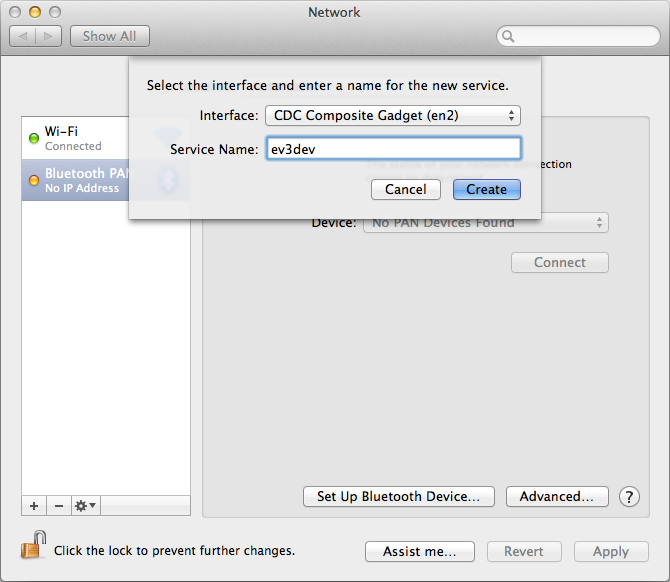 Network
Show All
Select the interface and enter a name for the new service.
Interface: CDC Composite Gadget (en2)
Service Name: ev3dev
Cancel Create
Wi-Fi
Connected
Bluetooth PAN
No IP Address
connection
Device: No PAN Devices Found
Connect
Set Up Bluetooth Device... Advanced... ?
Click the lock to prevent further changes.
Assist me... Revert Apply